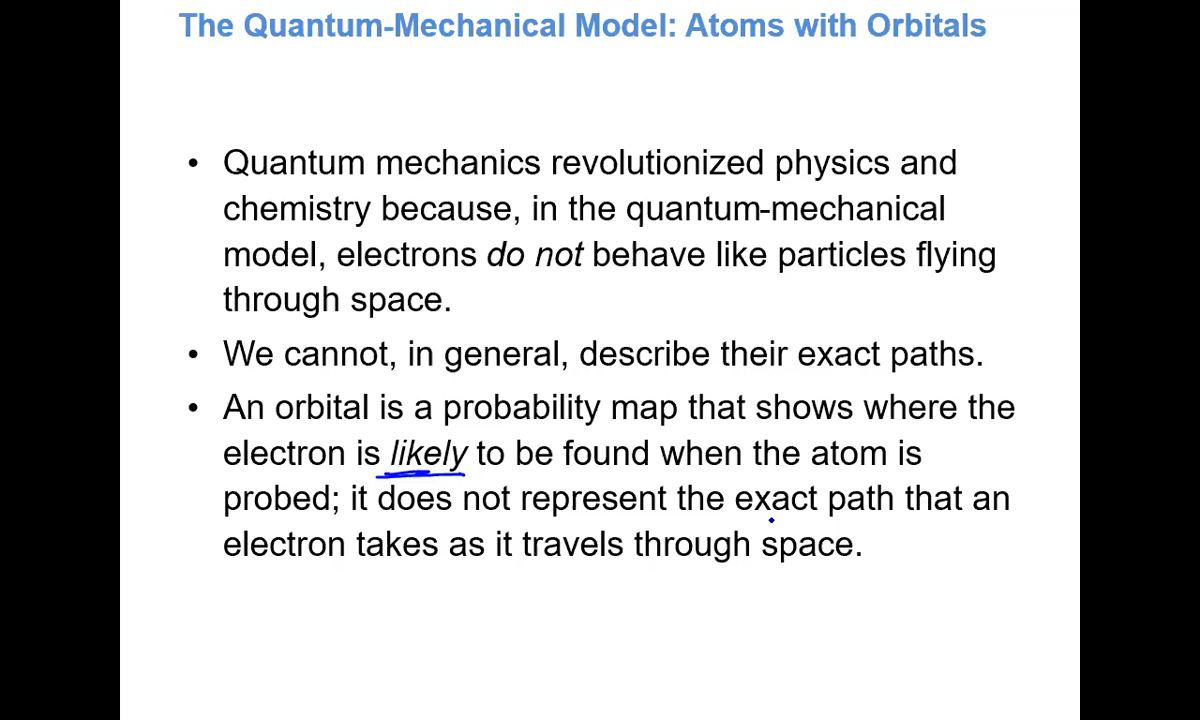 The Quantum-Mechanical Model: Atoms with Orbitals
• Quantum mechanics revolutionized physics and
chemistry because, in the quantum-mechanical
model, electrons do not behave like particles flying
through space.
• We cannot, in general, describe their exact paths.
• An orbital is a probability map that shows where the
electron is likely to be found when the atom is
probed; it does not represent the exact path that an
electron takes as it travels through space.